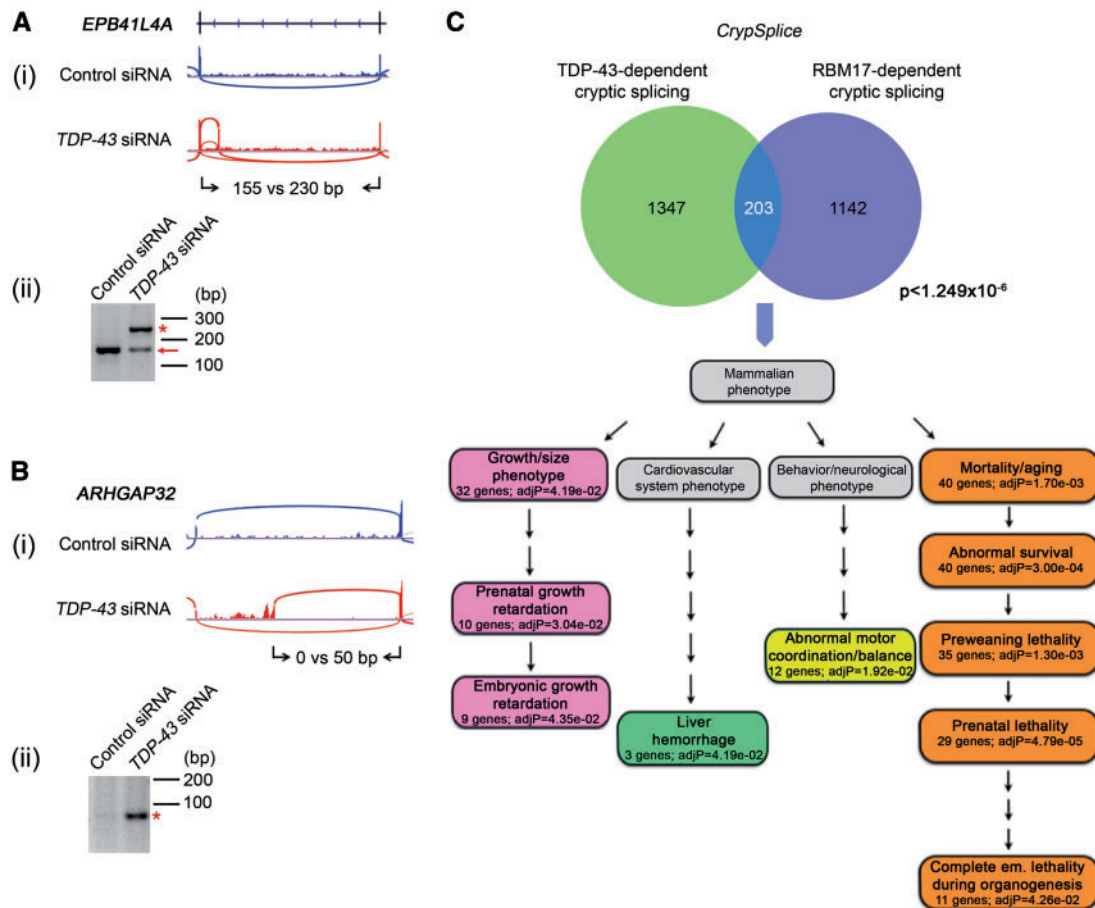 A
EPB41L4A
(i)
Control siRNA
TDP-43 siRNA
155 vs 230 bp
(ii)
Control siRNA
TDP-43 siRNA
(bp)
300
*
200
100
B
ARHGAP32
(i)
Control siRNA
TDP-43 siRNA
0 vs 50 bp
(ii)
Control siRNA
TDP-43 siRNA
(bp)
200
100
*
C
CrypSplice
TDP-43-dependent
cryptic splicing
RBM17-dependent
cryptic splicing
1347
203
1142
p<1.249x10⁻⁶
Mammalian
phenotype
Growth/size
phenotype
32 genes; adjP=4.19e-02
Cardiovascular
system phenotype
Behavior/neurological
phenotype
Mortality/aging
40 genes; adjP=1.70e-03
Abnormal survival
40 genes; adjP=3.00e-04
Prenatal growth
retardation
10 genes; adjP=3.04e-02
Abnormal motor
coordination/balance
12 genes; adjP=1.92e-02
Preweaning lethality
35 genes; adjP=1.30e-03
Embryonic growth
retardation
9 genes; adjP=4.35e-02
Liver
hemorrhage
3 genes; adjP=4.19e-02
Prenatal lethality
29 genes; adjP=4.79e-05
Complete em. lethality
during organogenesis
11 genes; adjP=4.26e-02